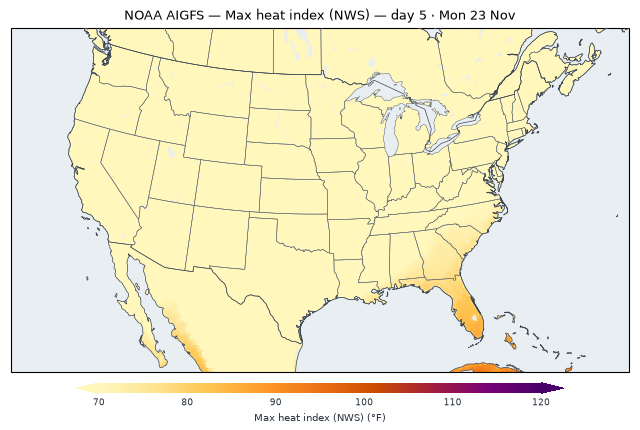 NOAA AIGFS — Max heat index (NWS) — day 5 · Mon 23 Nov
70 80 90 100 110 120
Max heat index (NWS) (°F)